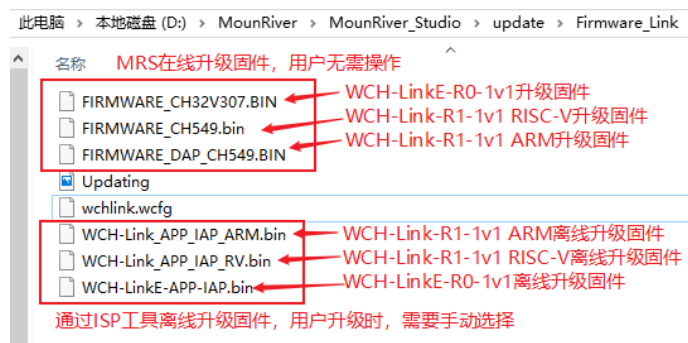 此电脑 > 本地磁盘 (D:) > MounRiver > MounRiver_Studio > update > Firmware_Link
名称 MRS在线升级固件，用户无需操作
FIRMWARE_CH32V307.BIN WCH-LinkE-R0-1v1升级固件
FIRMWARE_CH549.bin WCH-Link-R1-1v1 RISC-V升级固件
FIRMWARE_DAP_CH549.BIN WCH-Link-R1-1v1 ARM升级固件
Updating
wchlink.wcfg
WCH-Link_APP_IAP_ARM.bin WCH-Link-R1-1v1 ARM离线升级固件
WCH-Link_APP_IAP_RV.bin WCH-Link-R1-1v1 RISC-V离线升级固件
WCH-LinkE-APP-IAP.bin WCH-LinkE-R0-1v1离线升级固件
通过ISP工具离线升级固件，用户升级时，需要手动选择